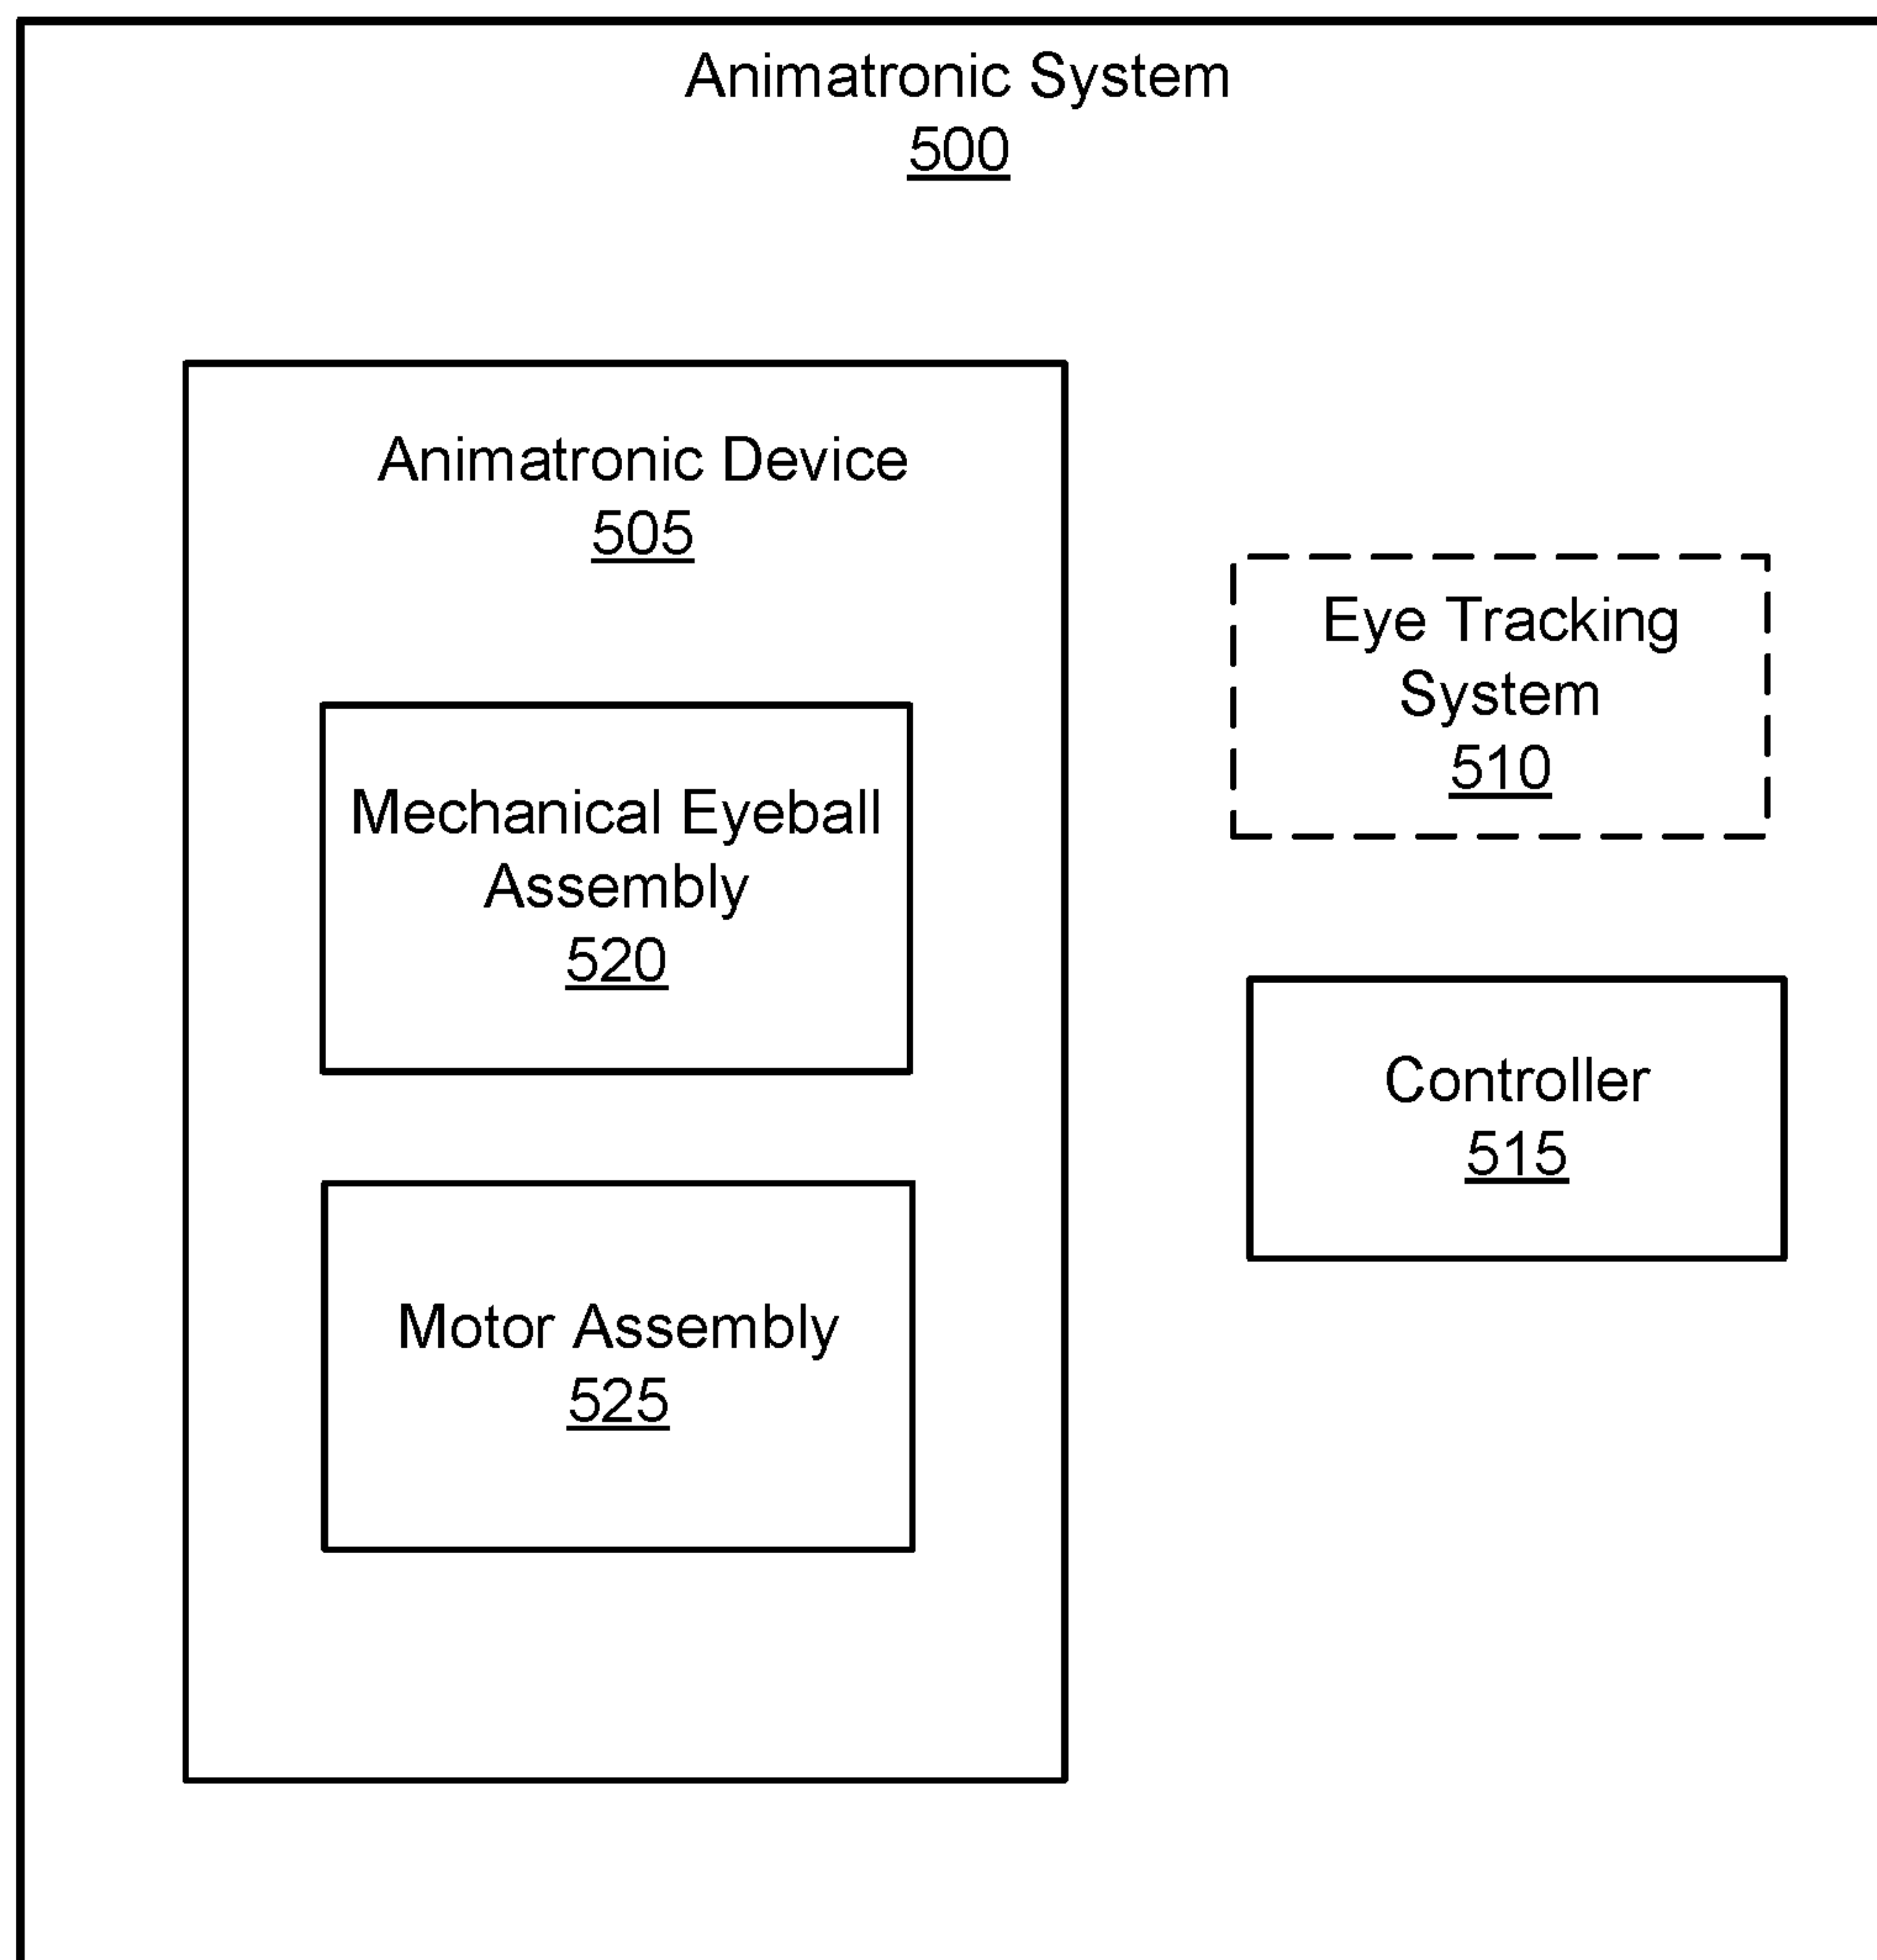 Animatronic System
500
Animatronic Device
505
Mechanical Eyeball
Assembly
520
Motor Assembly
525
Eye Tracking
System
510
Controller
515